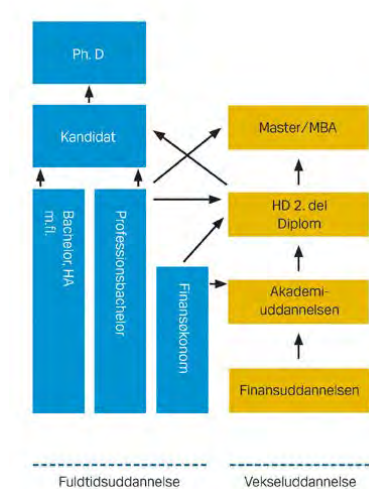 Ph. D
Kandidat
Master/MBA
Bachelor, HA
m.fl.
Professionsbachelor
HD 2. del
Diplom
Finansøkonom
Akademi-
uddannelsen
Finansuddannelsen
Fuldtidsuddannelse
Vekseluddannelse